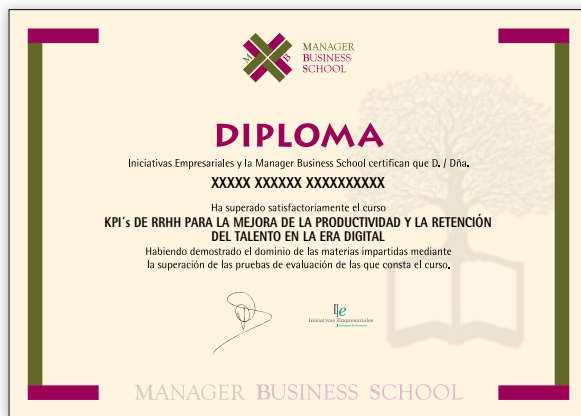 M B
MANAGER
BUSINESS
SCHOOL
DIPLOMA
Iniciativas Empresariales y la Manager Business School certifican que D. / Dña.
XXXXX XXXXXX XXXXXXXXXX
Ha superado satisfactoriamente el curso
KPI´s DE RRHH PARA LA MEJORA DE LA PRODUCTIVIDAD Y LA RETENCIÓN
DEL TALENTO EN LA ERA DIGITAL
Habiendo demostrado el dominio de las materias impartidas mediante
la superación de las pruebas de evaluación de las que consta el curso.
Ie
Iniciativas Empresariales
MANAGER BUSINESS SCHOOL